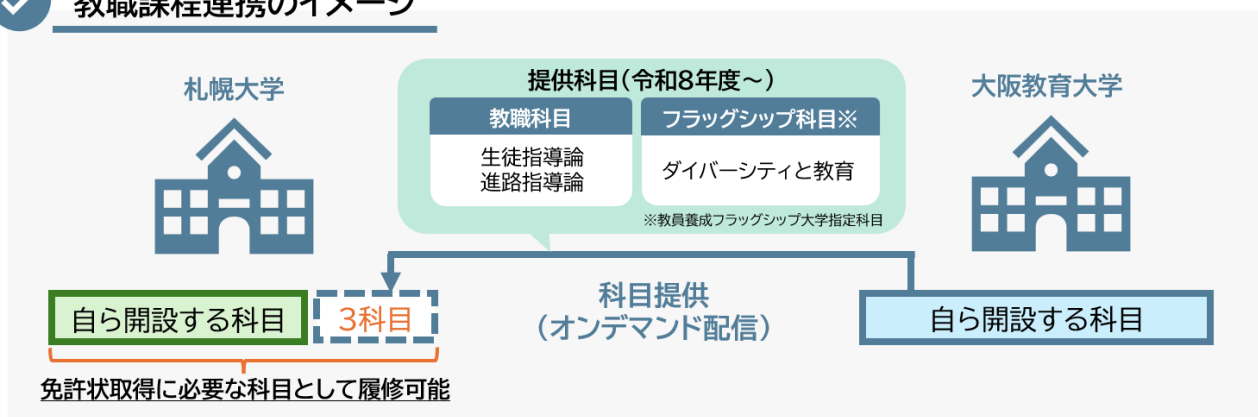 教職課程連携のイメージ
札幌大学
提供科目(令和8年度~)
大阪教育大学
教職科目
フラッグシップ科目※
生徒指導論
進路指導論
ダイバーシティと教育
※教員養成フラッグシップ大学指定科目
自ら開設する科目
3科目
科目提供
(オンデマンド配信)
自ら開設する科目
免許状取得に必要な科目として履修可能